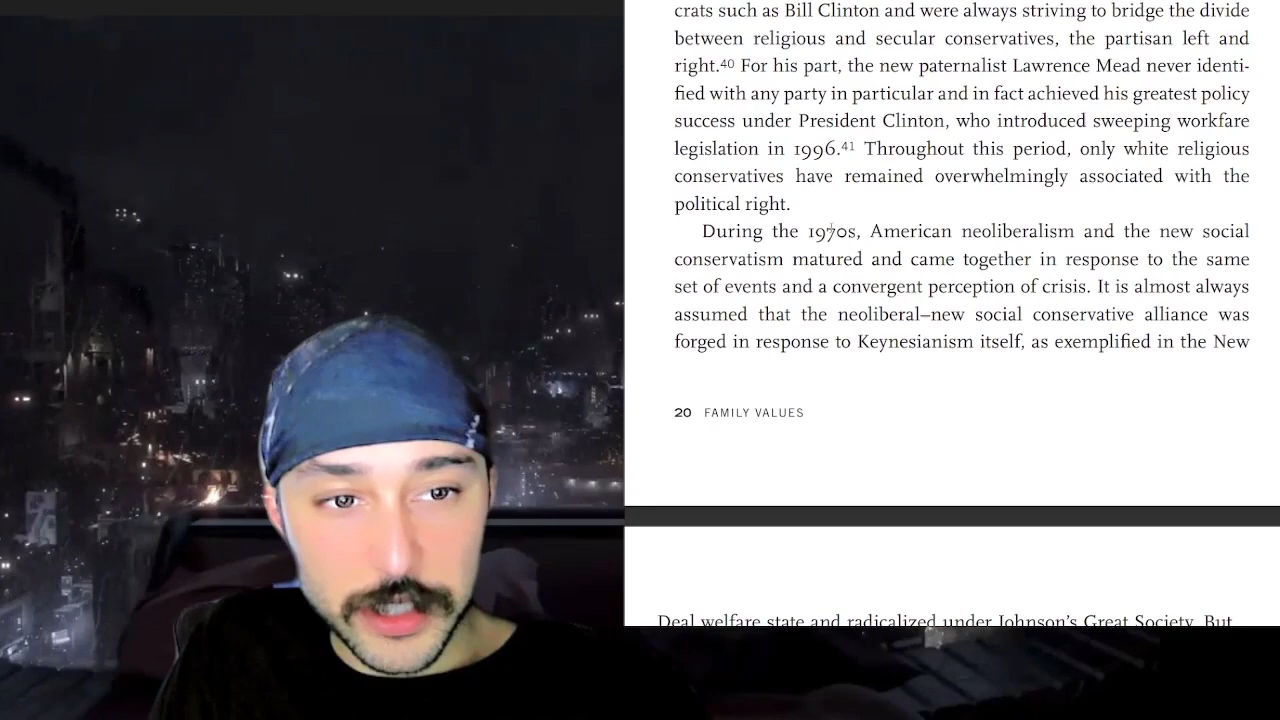 crats such as Bill Clinton and were always striving to bridge the divide
between religious and secular conservatives, the partisan left and
right.40 For his part, the new paternalist Lawrence Mead never identi-
fied with any party in particular and in fact achieved his greatest policy
success under President Clinton, who introduced sweeping workfare
legislation in 1996.41 Throughout this period, only white religious
conservatives have remained overwhelmingly associated with the
political right.
During the 1970s, American neoliberalism and the new social
conservatism matured and came together in response to the same
set of events and a convergent perception of crisis. It is almost always
assumed that the neoliberal–new social conservative alliance was
forged in response to Keynesianism itself, as exemplified in the New
20 FAMILY VALUES
Deal welfare state and radicalized under Johnson's Great Society. But